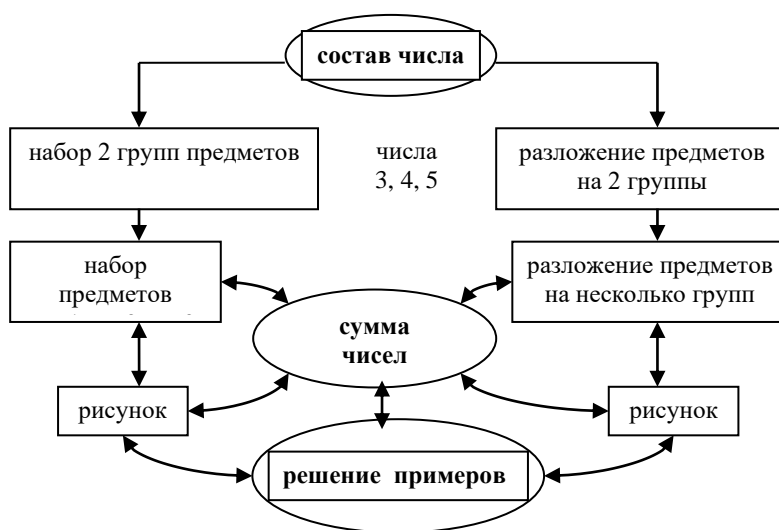 состав числа
набор 2 групп предметов
числа
3, 4, 5
разложение предметов
на 2 группы
набор
предметов
разложение предметов
на несколько групп
сумма
чисел
рисунок
рисунок
решение примеров